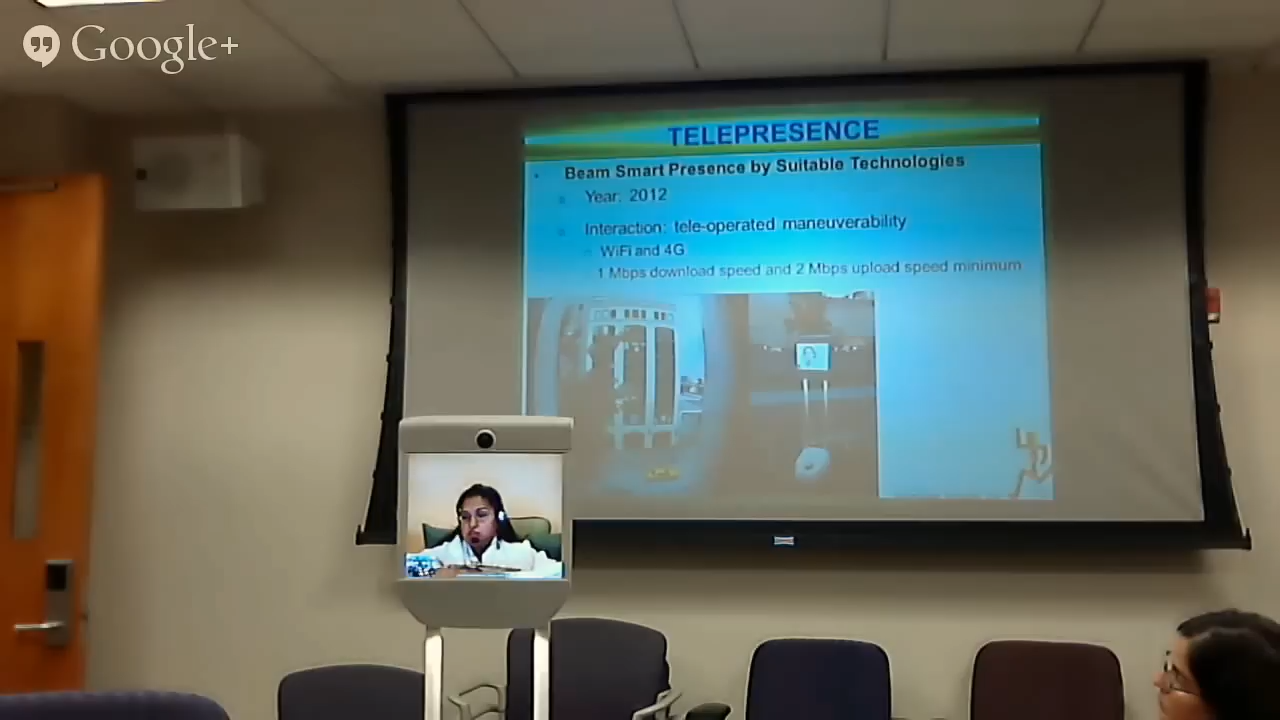 Google+
TELEPRESENCE
Beam Smart Presence by Suitable Technologies
Year: 2012
Interaction: tele-operated maneuverability
WiFi and 4G
1 Mbps download speed and 2 Mbps upload speed minimum